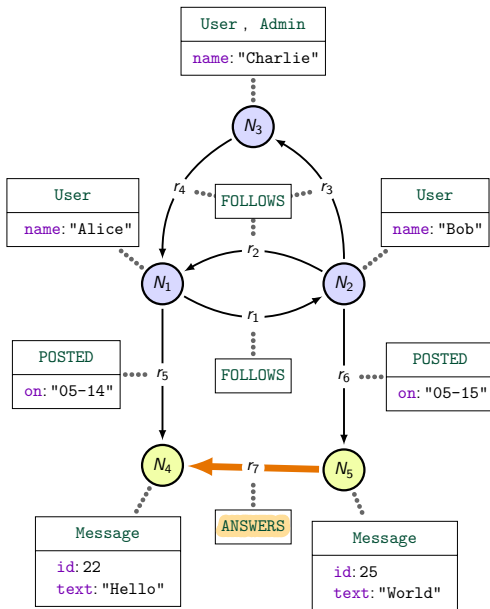 User , Admin
name: "Charlie"
N3
r4
r3
FOLLOWS
User
name: "Alice"
User
name: "Bob"
r2
N1
N2
r1
FOLLOWS
POSTED
on: "05-14"
r5
r6
POSTED
on: "05-15"
N4
r7
N5
ANSWERS
Message
id: 22
text: "Hello"
Message
id: 25
text: "World"